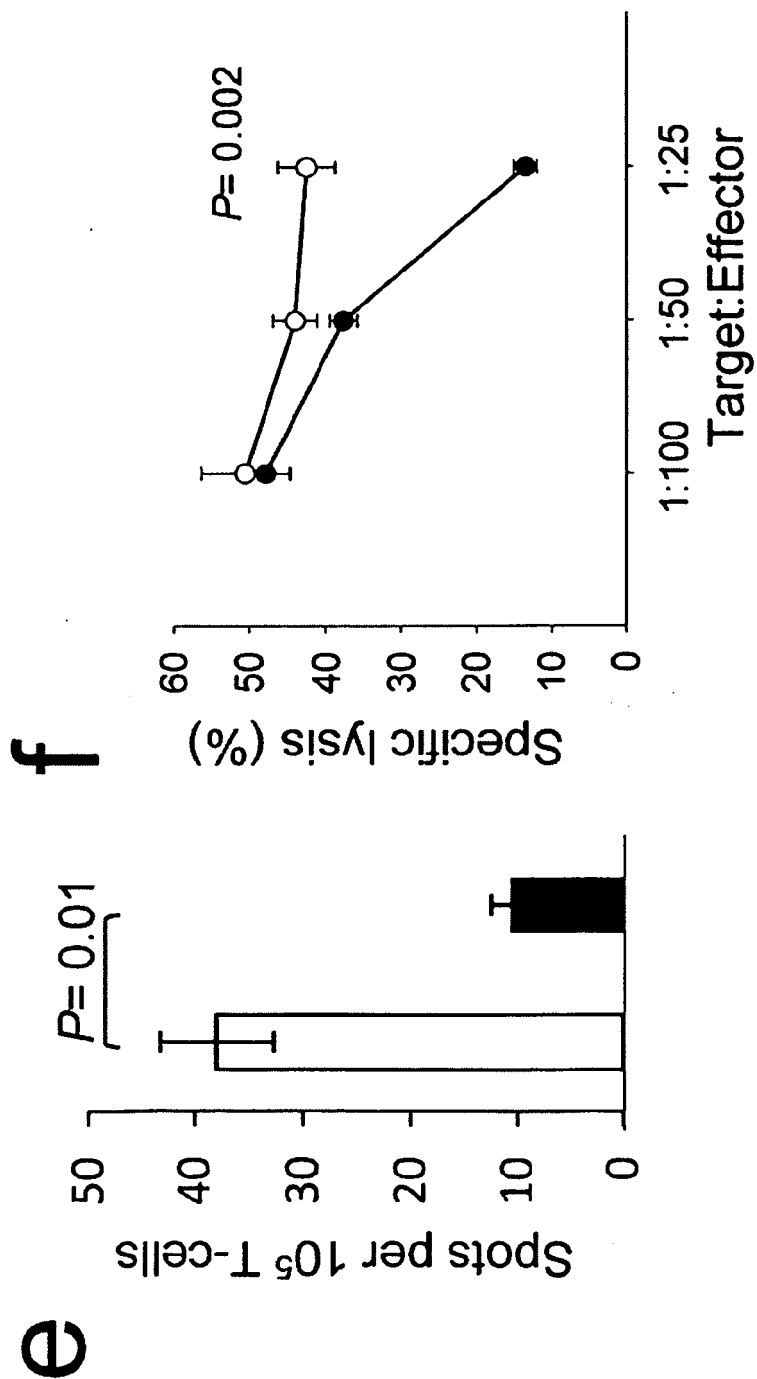 e
Spots per 10⁵ T-cells
50
40
30
20
10
0
P= 0.01
f
Specific lysis (%)
60
50
40
30
20
10
0
P= 0.002
1:100 1:50 1:25
Target:Effector